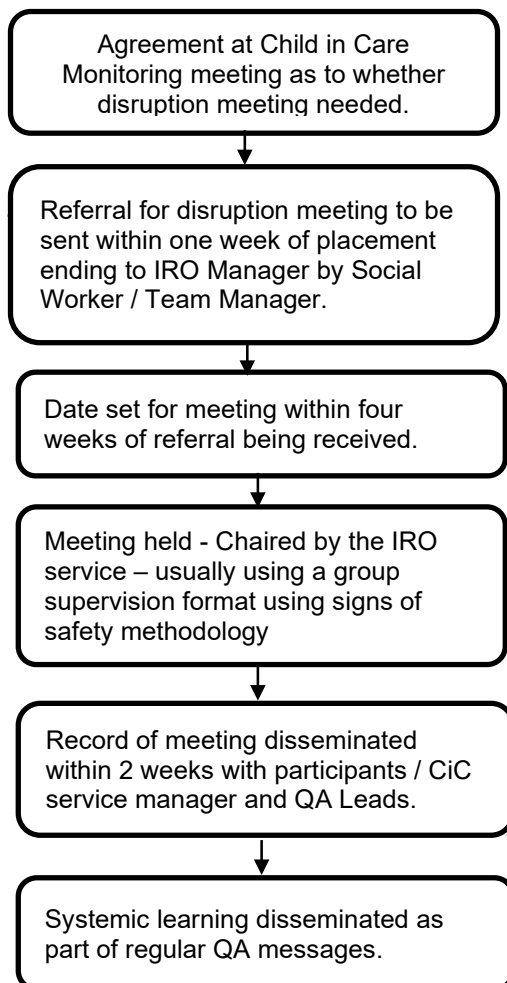 Agreement at Child in Care
Monitoring meeting as to whether
disruption meeting needed.
Referral for disruption meeting to be
sent within one week of placement
ending to IRO Manager by Social
Worker / Team Manager.
Date set for meeting within four
weeks of referral being received.
Meeting held - Chaired by the IRO
service – usually using a group
supervision format using signs of
safety methodology
Record of meeting disseminated
within 2 weeks with participants / CiC
service manager and QA Leads.
Systemic learning disseminated as
part of regular QA messages.